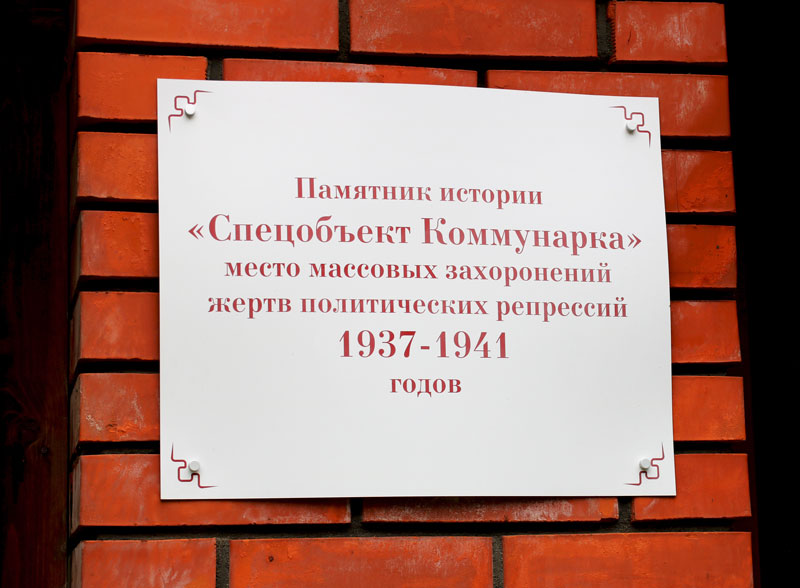 Памятник истории
«Спецобъект Коммунарка»
место массовых захоронений
жертв политических репрессий
1937-1941
годов